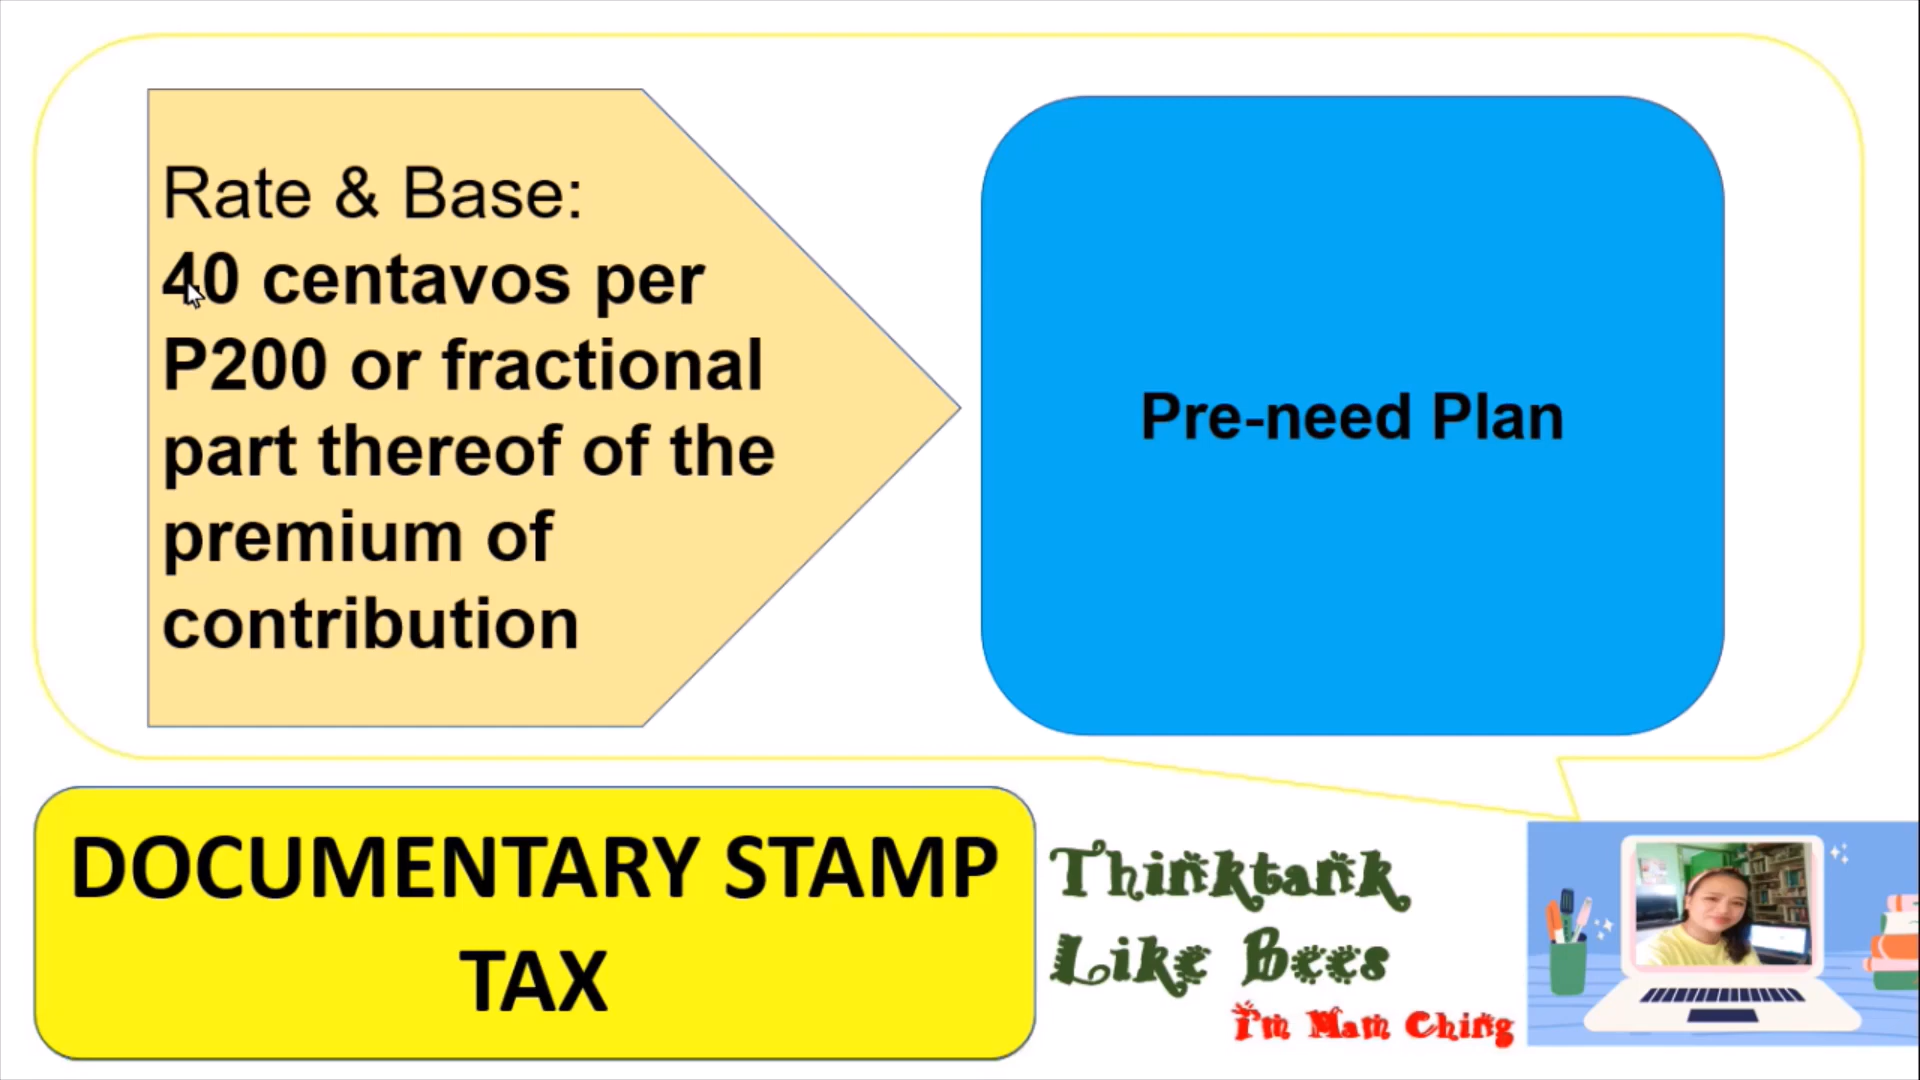 Rate & Base:
40 centavos per
P200 or fractional
part thereof of the
premium of
contribution
Pre-need Plan
DOCUMENTARY STAMP
TAX
Thinktank
Like Bees
I'm Mam Ching